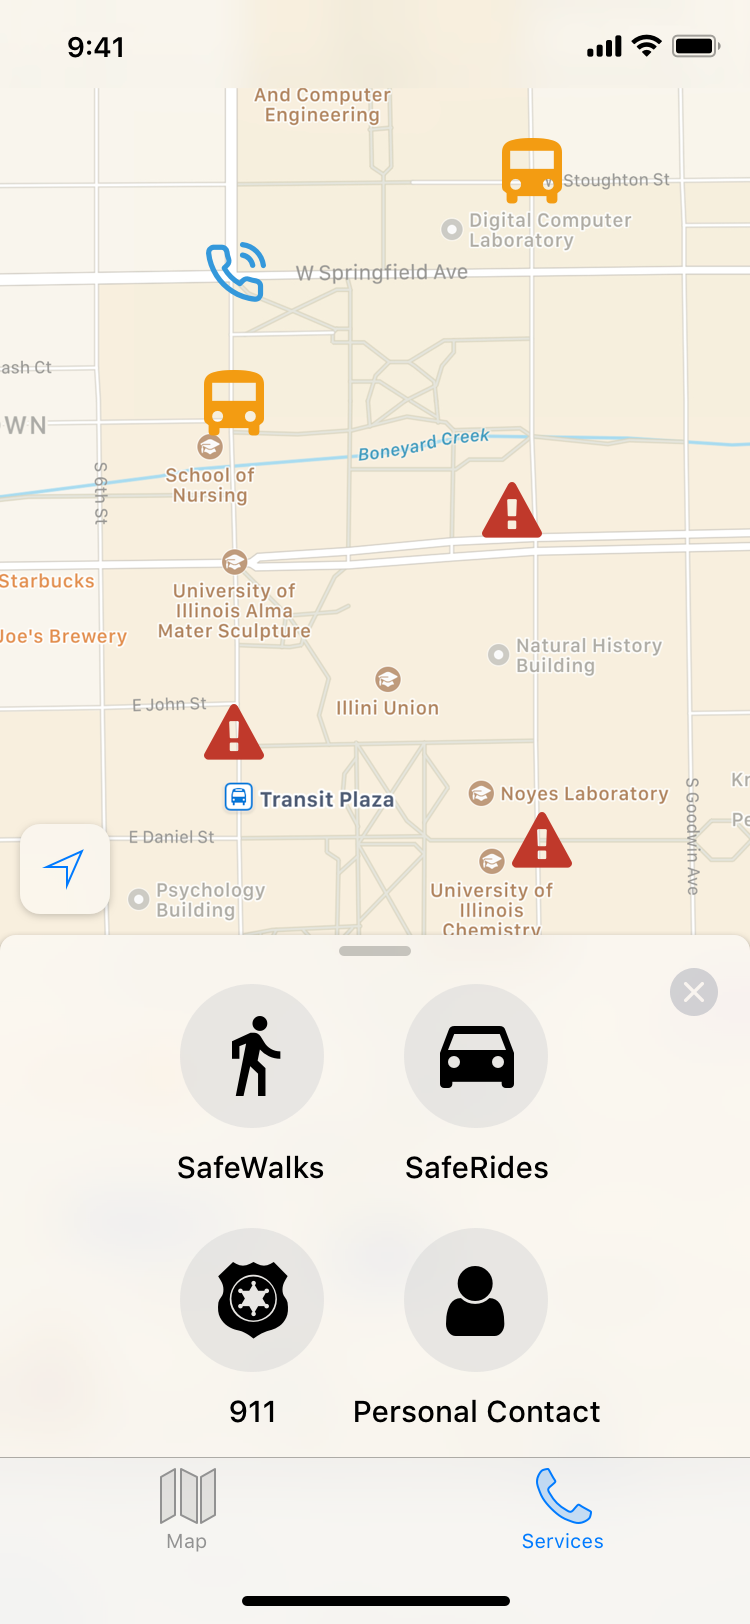 9:41
And Computer
Engineering
Stoughton St
Digital Computer
Laboratory
W Springfield Ave
ash Ct
WN
Boneyard Creek
S 6th St
School of
Nursing
Starbucks
University of
Illinois Alma
Mater Sculpture
Joe's Brewery
Natural History
Building
Illini Union
E John St
Transit Plaza
Noyes Laboratory
Kr
S Goodwin Ave
Pe
E Daniel St
Psychology
Building
University of
Illinois
Chemistry
SafeWalks
SafeRides
911
Personal Contact
Map
Services